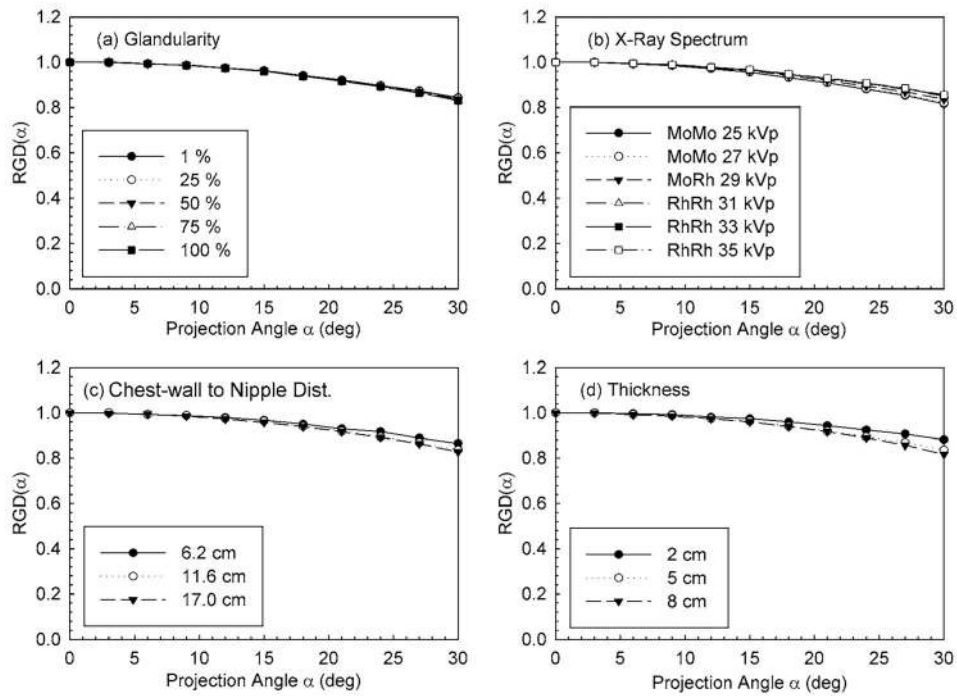 (a) Glandularity
RGD(α)
1.2
1.0
0.8
0.6
0.4
0.2
0.0
1 %
25 %
50 %
75 %
100 %
0 5 10 15 20 25 30
Projection Angle α (deg)
(b) X-Ray Spectrum
RGD(α)
1.2
1.0
0.8
0.6
0.4
0.2
0.0
MoMo 25 kVp
MoMo 27 kVp
MoRh 29 kVp
RhRh 31 kVp
RhRh 33 kVp
RhRh 35 kVp
0 5 10 15 20 25 30
Projection Angle α (deg)
(c) Chest-wall to Nipple Dist.
RGD(α)
1.2
1.0
0.8
0.6
0.4
0.2
0.0
6.2 cm
11.6 cm
17.0 cm
0 5 10 15 20 25 30
Projection Angle α (deg)
(d) Thickness
RGD(α)
1.2
1.0
0.8
0.6
0.4
0.2
0.0
2 cm
5 cm
8 cm
0 5 10 15 20 25 30
Projection Angle α (deg)